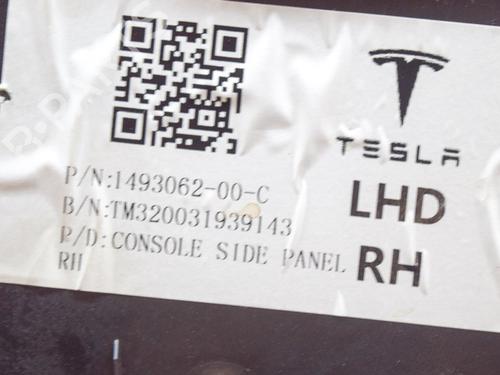 TESLA
P/N:1493062-00-C
B/N:TM320031939143
P/D:CONSOLE SIDE PANEL
RH
LHD
RH